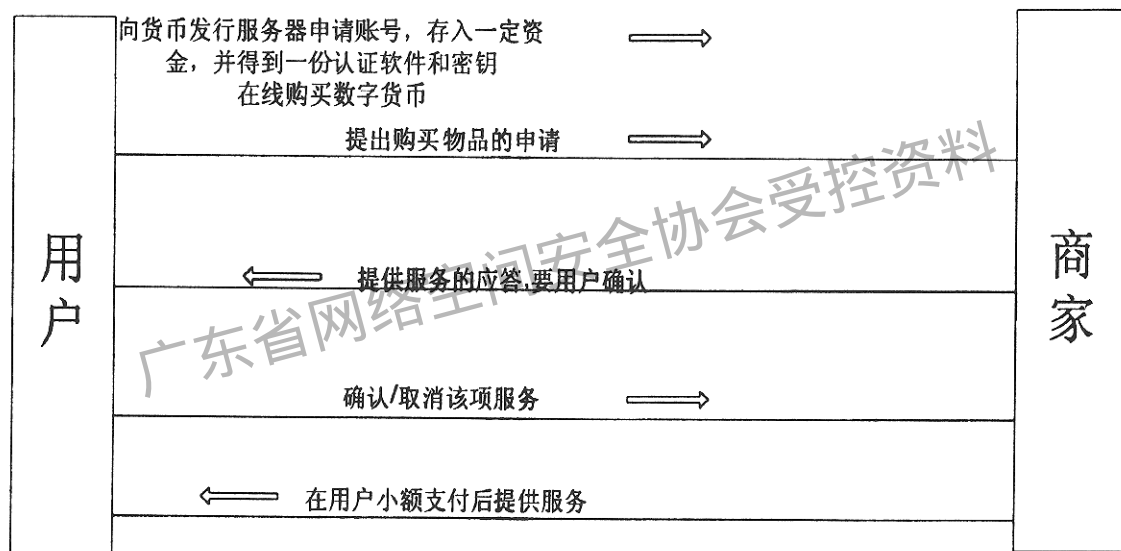 向货币发行服务器申请账号，存入一定资
金，并得到一份认证软件和密钥
在线购买数字货币
提出购买物品的申请
用户
商家
提供服务的应答,要用户确认
确认/取消该项服务
在用户小额支付后提供服务
广东省网络空间安全协会受控资料